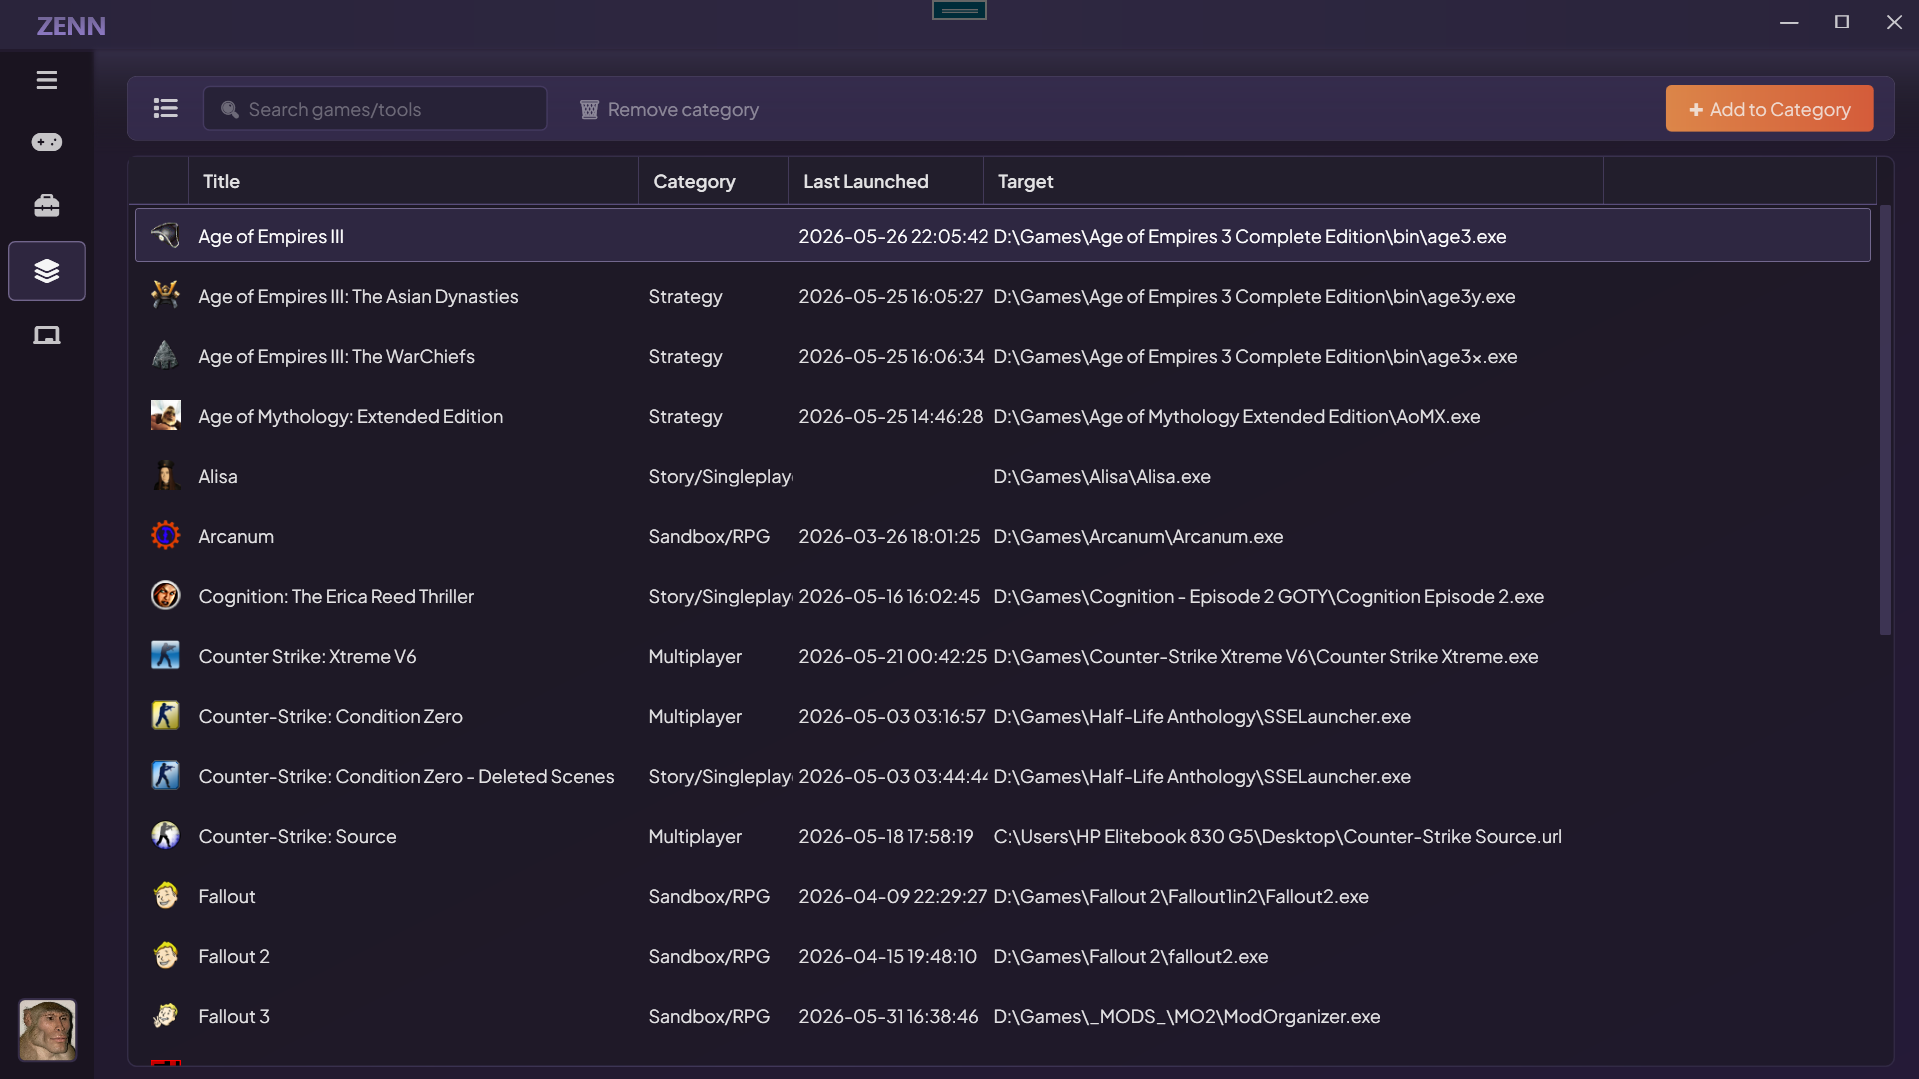 ZENN
Search games/tools
Remove category
Add to Category
Title Category Last Launched Target
Age of Empires III 2026-05-26 22:05:42 D:\Games\Age of Empires 3 Complete Edition\bin\age3.exe
Age of Empires III: The Asian Dynasties Strategy 2026-05-25 16:05:27 D:\Games\Age of Empires 3 Complete Edition\bin\age3y.exe
Age of Empires III: The WarChiefs Strategy 2026-05-25 16:06:34 D:\Games\Age of Empires 3 Complete Edition\bin\age3x.exe
Age of Mythology: Extended Edition Strategy 2026-05-25 14:46:28 D:\Games\Age of Mythology Extended Edition\AoMX.exe
Alisa Story/Singleplay D:\Games\Alisa\Alisa.exe
Arcanum Sandbox/RPG 2026-03-26 18:01:25 D:\Games\Arcanum\Arcanum.exe
Cognition: The Erica Reed Thriller Story/Singleplay 2026-05-16 16:02:45 D:\Games\Cognition - Episode 2 GOTY\Cognition Episode 2.exe
Counter Strike: Xtreme V6 Multiplayer 2026-05-21 00:42:25 D:\Games\Counter-Strike Xtreme V6\Counter Strike Xtreme.exe
Counter-Strike: Condition Zero Multiplayer 2026-05-03 03:16:57 D:\Games\Half-Life Anthology\SSELauncher.exe
Counter-Strike: Condition Zero - Deleted Scenes Story/Singleplay 2026-05-03 03:44:44 D:\Games\Half-Life Anthology\SSELauncher.exe
Counter-Strike: Source Multiplayer 2026-05-18 17:58:19 C:\Users\HP Elitebook 830 G5\Desktop\Counter-Strike Source.url
Fallout Sandbox/RPG 2026-04-09 22:29:27 D:\Games\Fallout 2\Fallout1in2\Fallout2.exe
Fallout 2 Sandbox/RPG 2026-04-15 19:48:10 D:\Games\Fallout 2\fallout2.exe
Fallout 3 Sandbox/RPG 2026-05-31 16:38:46 D:\Games\_MODS_\MO2\ModOrganizer.exe